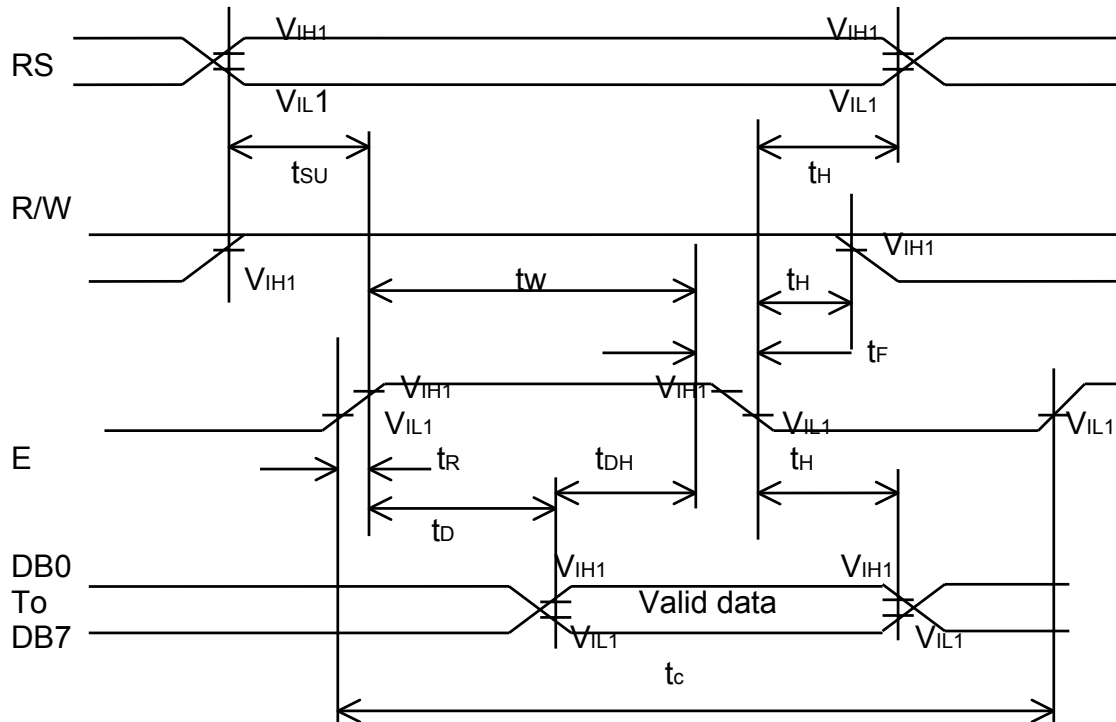 VIH1 VIH1
RS
VIL1 VIL1
tSU tH
R/W
VIH1
VIH1
tW tH
tF
VIH1 VIH1
VIL1 VIL1 VIL1
E
tR tDH tH
tD
DB0
VIH1 VIH1
To Valid data
DB7 VIL1 VIL1
tc